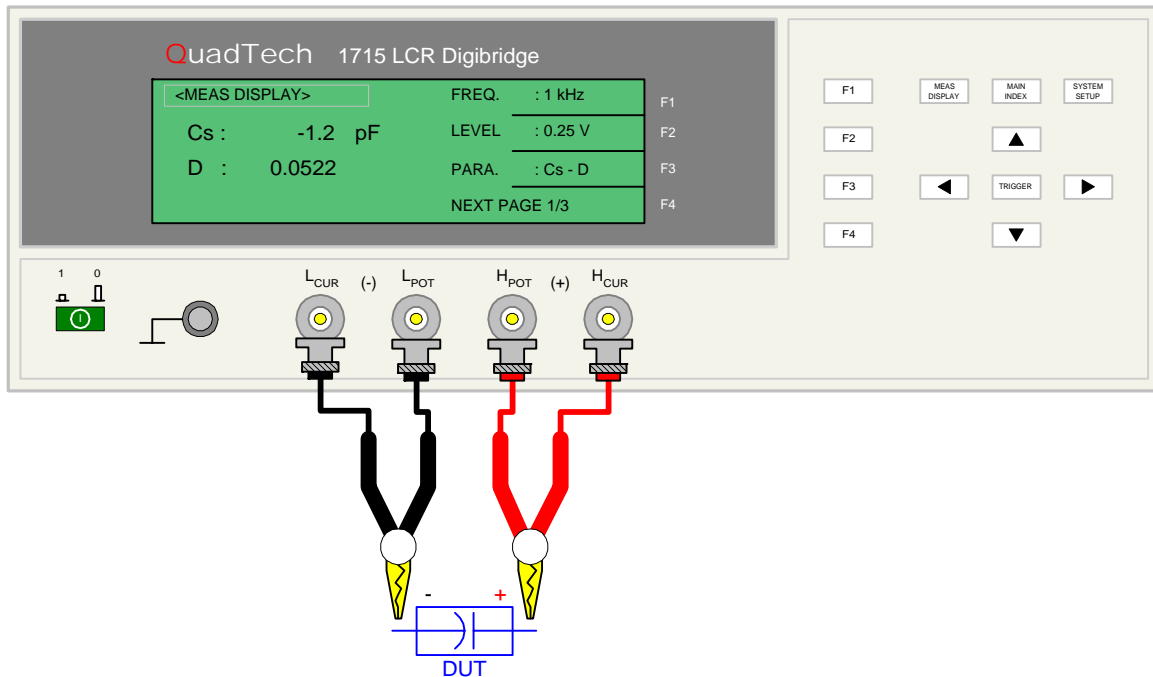 QuadTech 1715 LCR Digibridge
<MEAS DISPLAY>
Cs : -1.2 pF
D : 0.0522
FREQ. : 1 kHz
LEVEL : 0.25 V
PARA. : Cs - D
NEXT PAGE 1/3
F1
F2
F3
F4
F1
F2
F3
F4
MEAS DISPLAY
MAIN INDEX
SYSTEM SETUP
TRIGGER
1 0
LCUR (-) LPOT HPOT (+) HCUR
- +
DUT